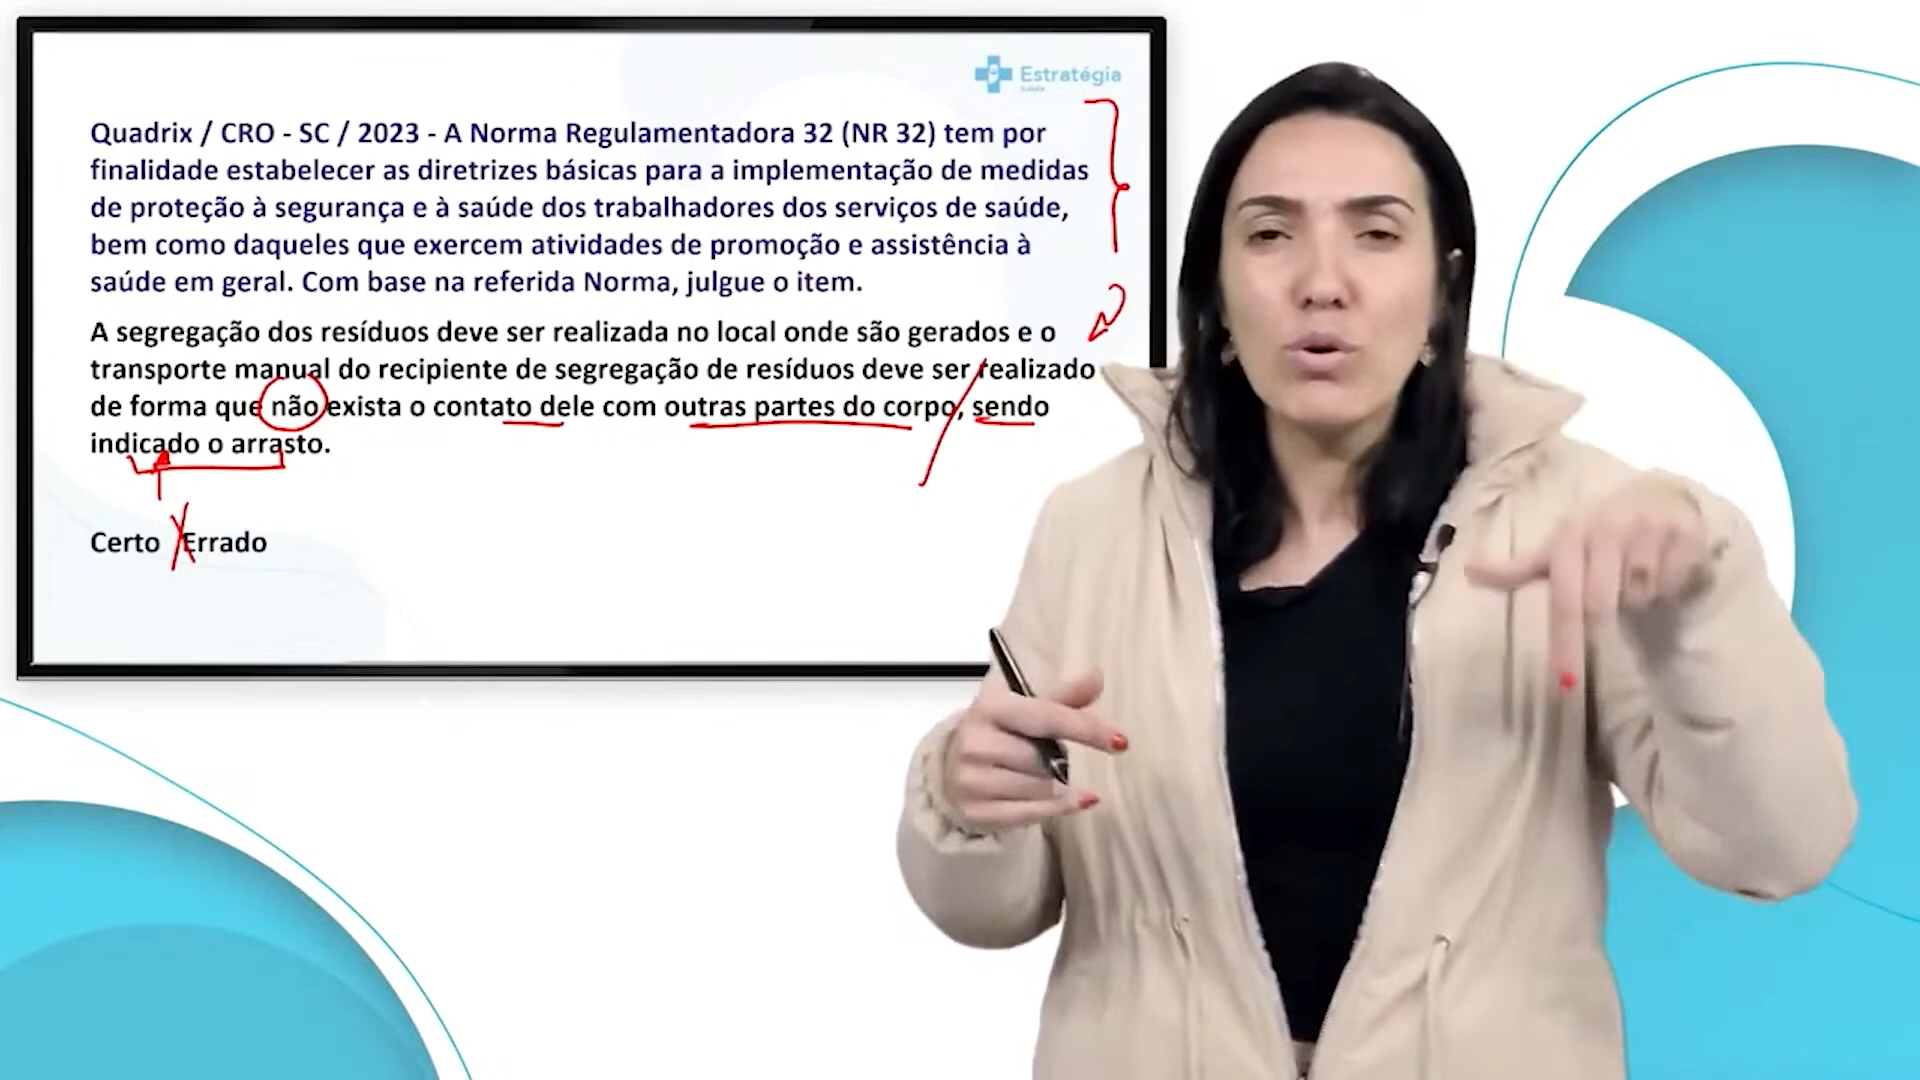 Estratégia
Saúde
Quadrix / CRO - SC / 2023 - A Norma Regulamentadora 32 (NR 32) tem por
finalidade estabelecer as diretrizes básicas para a implementação de medidas
de proteção à segurança e à saúde dos trabalhadores dos serviços de saúde,
bem como daqueles que exercem atividades de promoção e assistência à
saúde em geral. Com base na referida Norma, julgue o item.
A segregação dos resíduos deve ser realizada no local onde são gerados e o
transporte manual do recipiente de segregação de resíduos deve ser realizado
de forma que não exista o contato dele com outras partes do corpo, sendo
indicado o arrasto.
Certo Errado